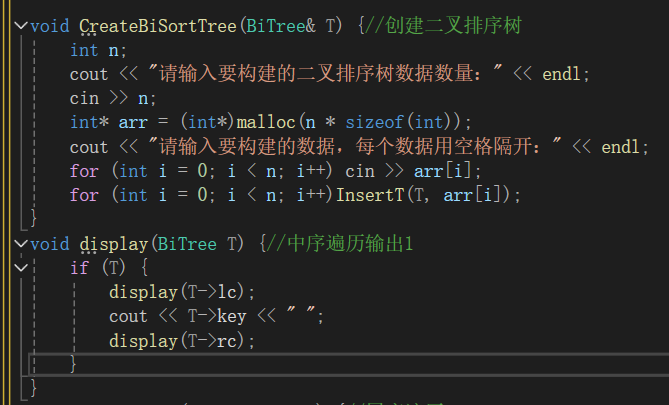 void CreateBiSortTree(BiTree& T) {//创建二叉排序树
    int n;
    cout << "请输入要构建的二叉排序树数据数量：" << endl;
    cin >> n;
    int* arr = (int*)malloc(n * sizeof(int));
    cout << "请输入要构建的数据，每个数据用空格隔开：" << endl;
    for (int i = 0; i < n; i++) cin >> arr[i];
    for (int i = 0; i < n; i++)InsertT(T, arr[i]);
}
void display(BiTree T) {//中序遍历输出1
    if (T) {
        display(T->lc);
        cout << T->key << " ";
        display(T->rc);
    }
}